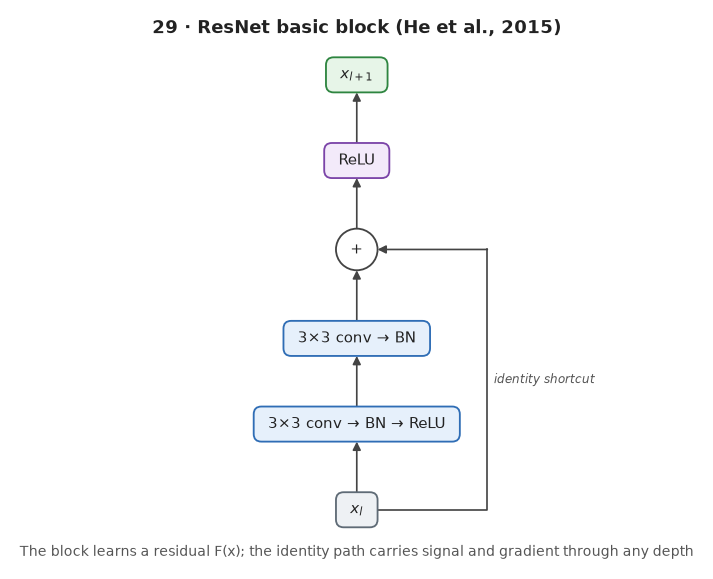 29 · ResNet basic block (He et al., 2015)
x_{l+1}
ReLU
+
3×3 conv → BN
identity shortcut
3×3 conv → BN → ReLU
x_l
The block learns a residual F(x); the identity path carries signal and gradient through any depth